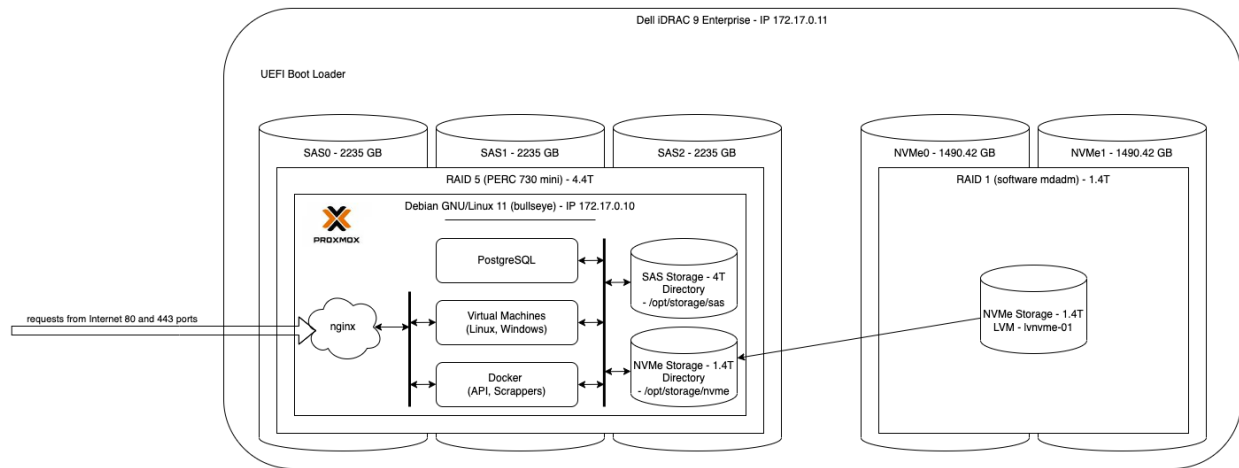 Dell iDRAC 9 Enterprise - IP 172.17.0.11
UEFI Boot Loader
SAS0 - 2235 GB
SAS1 - 2235 GB
SAS2 - 2235 GB
NVMe0 - 1490.42 GB
NVMe1 - 1490.42 GB
RAID 5 (PERC 730 mini) - 4.4T
RAID 1 (software mdadm) - 1.4T
Debian GNU/Linux 11 (bullseye) - IP 172.17.0.10
PROXMOX
PostgreSQL
SAS Storage - 4T
Directory
- /opt/storage/sas
requests from Internet 80 and 443 ports
nginx
Virtual Machines
(Linux, Windows)
NVMe Storage - 1.4T
LVM - lvnvme-01
Docker
(API, Scrappers)
NVMe Storage - 1.4T
Directory
- /opt/storage/nvme